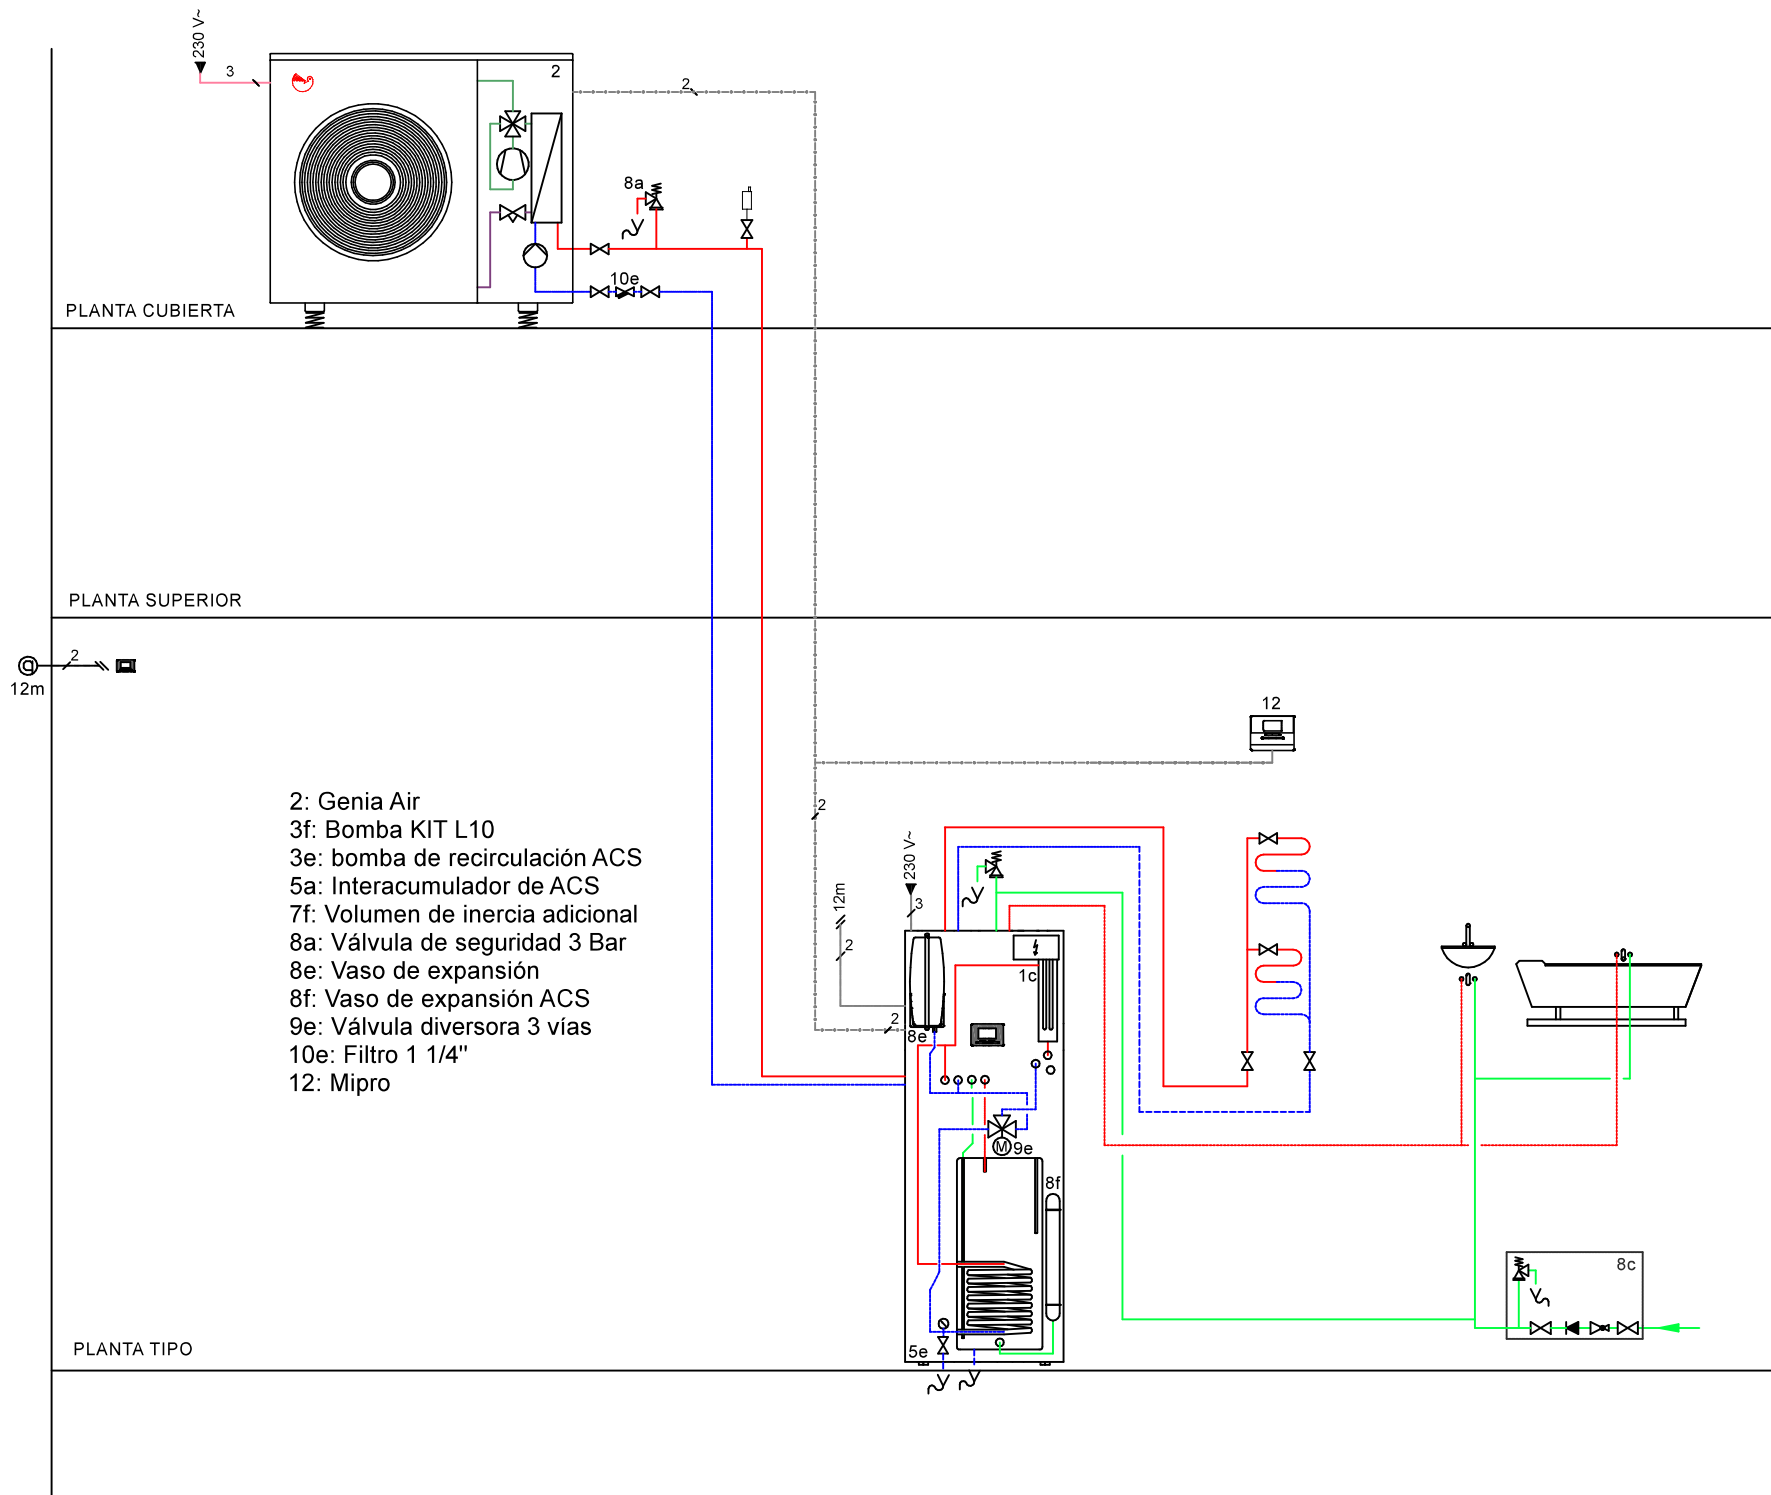 230 V~
3
2
2
8a
10e
PLANTA CUBIERTA
PLANTA SUPERIOR
2
12m
12
2: Genia Air
3f: Bomba KIT L10
3e: bomba de recirculación ACS
5a: Interacumulador de ACS
7f: Volumen de inercia adicional
8a: Válvula de seguridad 3 Bar
8e: Vaso de expansión
8f: Vaso de expansión ACS
9e: Válvula diversora 3 vías
10e: Filtro 1 1/4"
12: Mipro
2
230 V~
12m
3
2
1c
2
8e
M
9e
8f
8c
5e
PLANTA TIPO